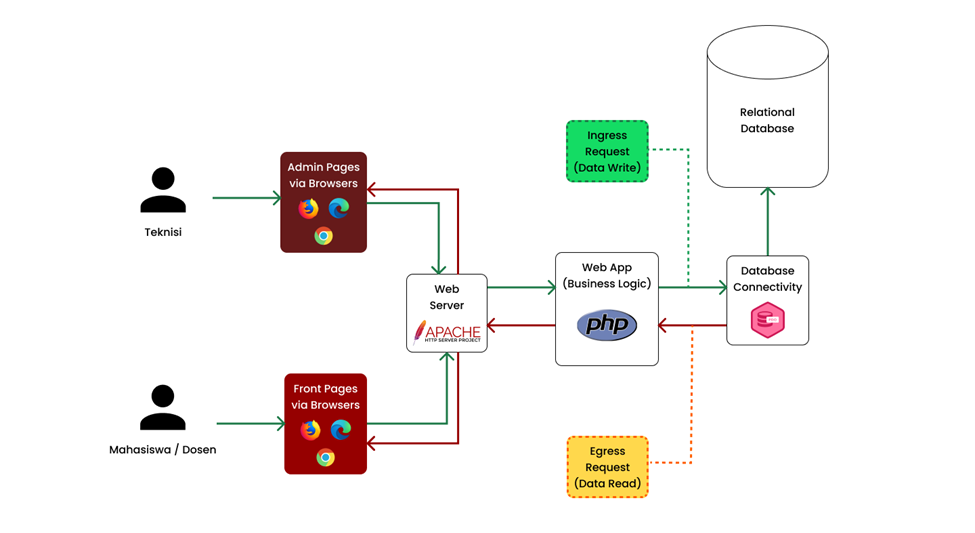 Relational
Database
Ingress
Request
(Data Write)
Admin Pages
via Browsers
Teknisi
Web
Server
APACHE
HTTP SERVER PROJECT
Web App
(Business Logic)
php
Database
Connectivity
Front Pages
via Browsers
Mahasiswa / Dosen
Egress
Request
(Data Read)